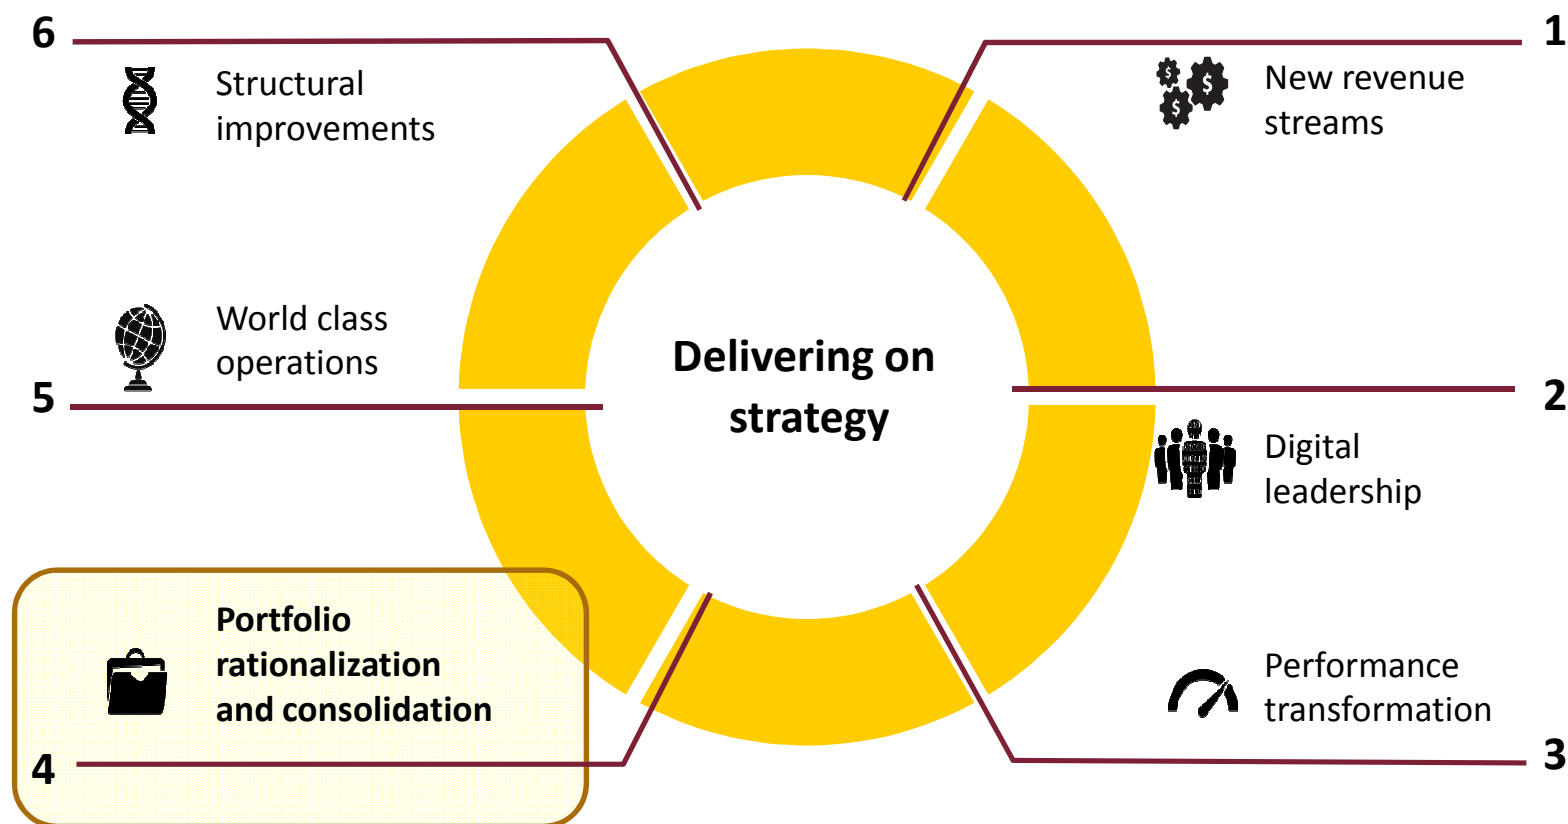 1
New revenue
streams
2
Digital
leadership
3
Performance
transformation
4
Portfolio
rationalization
and consolidation
5
World class
operations
6
Structural
improvements
Delivering on
strategy
$
$
$